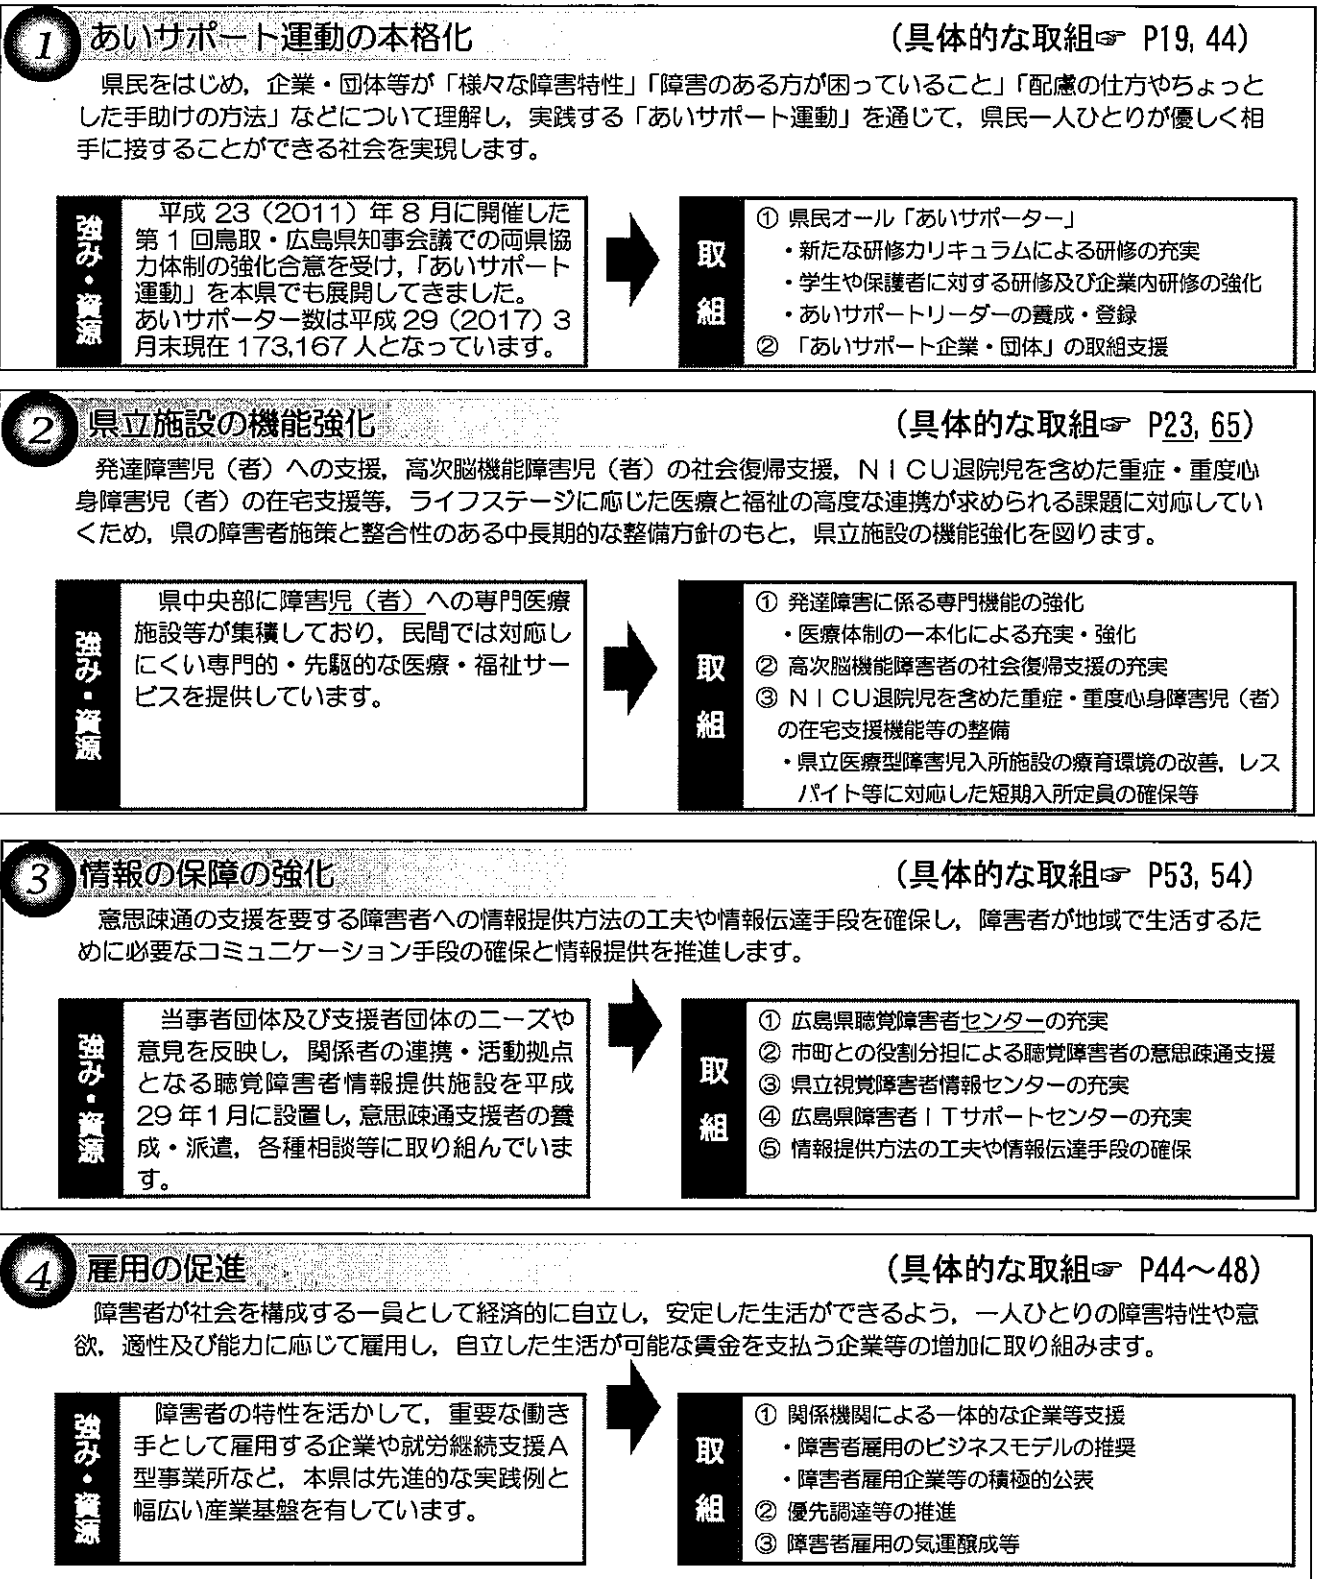 1 あいサポート運動の本格化 (具体的な取組☞ P19, 44)
県民をはじめ，企業・団体等が「様々な障害特性」「障害のある方が困っていること」「配慮の仕方やちょっと
した手助けの方法」などについて理解し，実践する「あいサポート運動」を通じて，県民一人ひとりが優しく相
手に接することができる社会を実現します。
強み・資源
平成 23（2011）年 8 月に開催した
第 1 回鳥取・広島県知事会議での両県協
力体制の強化合意を受け，「あいサポート
運動」を本県でも展開してきました。
あいサポーター数は平成 29（2017）3
月末現在 173,167 人となっています。
取組
① 県民オール「あいサポーター」
・新たな研修カリキュラムによる研修の充実
・学生や保護者に対する研修及び企業内研修の強化
・あいサポートリーダーの養成・登録
② 「あいサポート企業・団体」の取組支援
2 県立施設の機能強化 (具体的な取組☞ P23, 65)
発達障害児（者）への支援，高次脳機能障害児（者）の社会復帰支援，ＮＩＣＵ退院児を含めた重症・重度心
身障害児（者）の在宅支援等，ライフステージに応じた医療と福祉の高度な連携が求められる課題に対応してい
くため，県の障害者施策と整合性のある中長期的な整備方針のもと，県立施設の機能強化を図ります。
強み・資源
県中央部に障害児（者）への専門医療
施設等が集積しており，民間では対応し
にくい専門的・先駆的な医療・福祉サー
ビスを提供しています。
取組
① 発達障害に係る専門機能の強化
・医療体制の一本化による充実・強化
② 高次脳機能障害者の社会復帰支援の充実
③ ＮＩＣＵ退院児を含めた重症・重度心身障害児（者）
の在宅支援機能等の整備
・県立医療型障害児入所施設の療育環境の改善，レス
パイト等に対応した短期入所定員の確保等
3 情報の保障の強化 (具体的な取組☞ P53, 54)
意思疎通の支援を要する障害者への情報提供方法の工夫や情報伝達手段を確保し，障害者が地域で生活するた
めに必要なコミュニケーション手段の確保と情報提供を推進します。
強み・資源
当事者団体及び支援者団体のニーズや
意見を反映し，関係者の連携・活動拠点
となる聴覚障害者情報提供施設を平成
29 年 1 月に設置し，意思疎通支援者の養
成・派遣，各種相談等に取り組んでいま
す。
取組
① 広島県聴覚障害者センターの充実
② 市町との役割分担による聴覚障害者の意思疎通支援
③ 県立視覚障害者情報センターの充実
④ 広島県障害者ＩＴサポートセンターの充実
⑤ 情報提供方法の工夫や情報伝達手段の確保
4 雇用の促進 (具体的な取組☞ P44～48)
障害者が社会を構成する一員として経済的に自立し，安定した生活ができるよう，一人ひとりの障害特性や意
欲，適性及び能力に応じて雇用し，自立した生活が可能な賃金を支払う企業等の増加に取り組みます。
強み・資源
障害者の特性を活かして，重要な働き
手として雇用する企業や就労継続支援Ａ
型事業所など，本県は先進的な実践例と
幅広い産業基盤を有しています。
取組
① 関係機関による一体的な企業等支援
・障害者雇用のビジネスモデルの推奨
・障害者雇用企業等の積極的公表
② 優先調達等の推進
③ 障害者雇用の気運醸成等